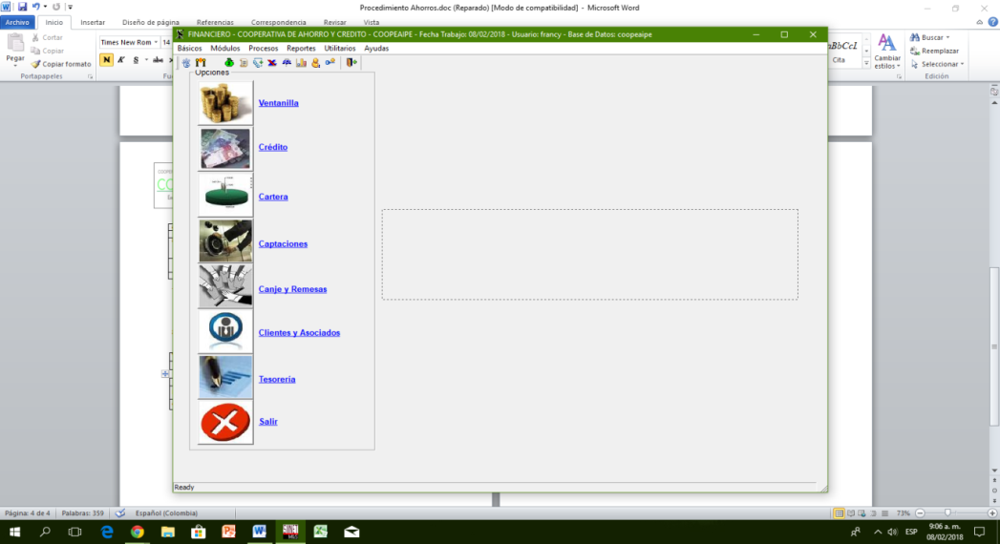 Procedimiento Ahorros.doc (Reparado) [Modo de compatibilidad] - Microsoft Word
Archivo Inicio Insertar Diseño de página Referencias Correspondencia Revisar Vista
FINANCIERO - COOPERATIVA DE AHORRO Y CREDITO - COOPEAIPE - Fecha Trabajo: 08/02/2018 - Usuario: francy - Base de Datos: coopeaipe
Básicos Módulos Procesos Reportes Utilitarios Ayudas
Pegar
Cortar
Copiar
Copiar formato
Portapapeles
Times New Rom 14
N K S abc
Fu
Cita
Cambiar estilos
Buscar
Reemplazar
Seleccionar
Edición
Opciones
Ventanilla
Crédito
Cartera
Captaciones
Canje y Remesas
Clientes y Asociados
Tesorería
Salir
Ready
Página: 4 de 4 Palabras: 359 Español (Colombia) 73%
ESP 9:06 a. m.
08/02/2018